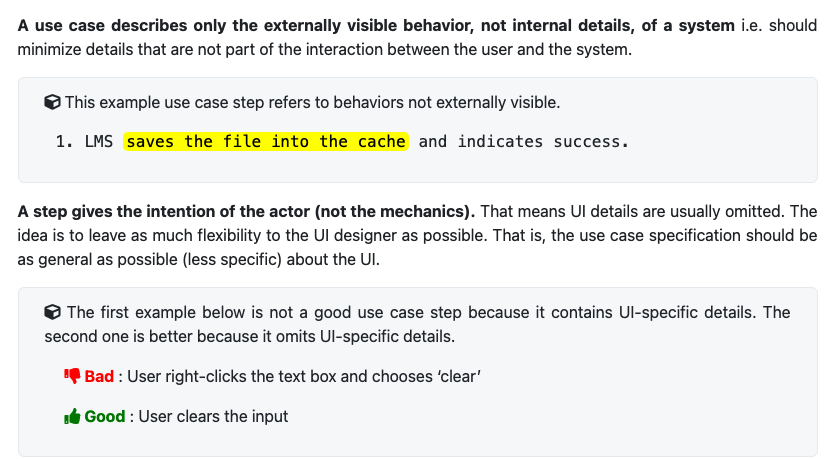 A use case describes only the externally visible behavior, not internal details, of a system i.e. should
minimize details that are not part of the interaction between the user and the system.
This example use case step refers to behaviors not externally visible.
1. LMS saves the file into the cache and indicates success.
A step gives the intention of the actor (not the mechanics). That means UI details are usually omitted. The
idea is to leave as much flexibility to the UI designer as possible. That is, the use case specification should be
as general as possible (less specific) about the UI.
The first example below is not a good use case step because it contains UI-specific details. The
second one is better because it omits UI-specific details.
Bad : User right-clicks the text box and chooses ‘clear’
Good : User clears the input